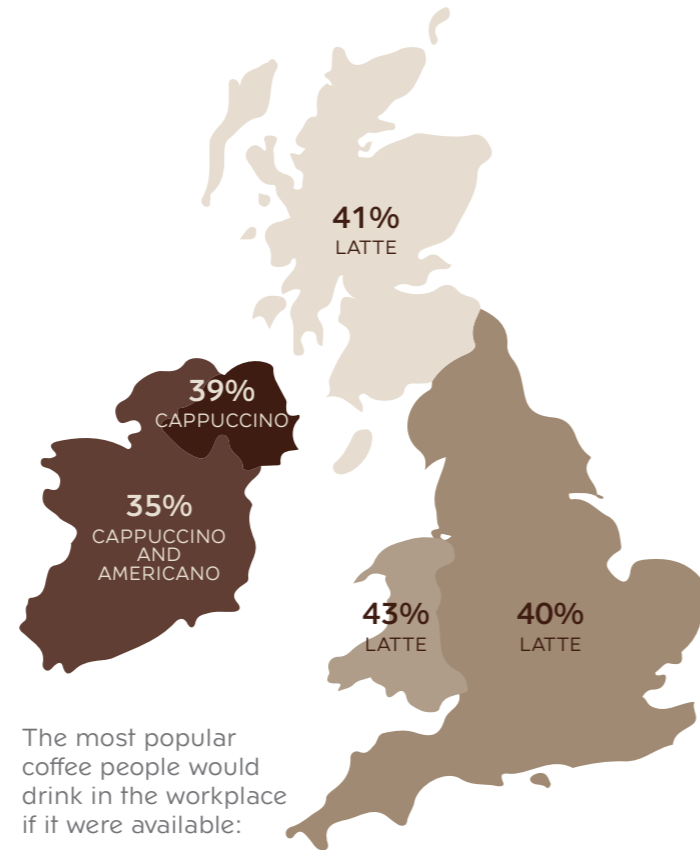 41%
LATTE
39%
CAPPUCCINO
35%
CAPPUCCINO
AND
AMERICANO
43%
LATTE
40%
LATTE
The most popular
coffee people would
drink in the workplace
if it were available: